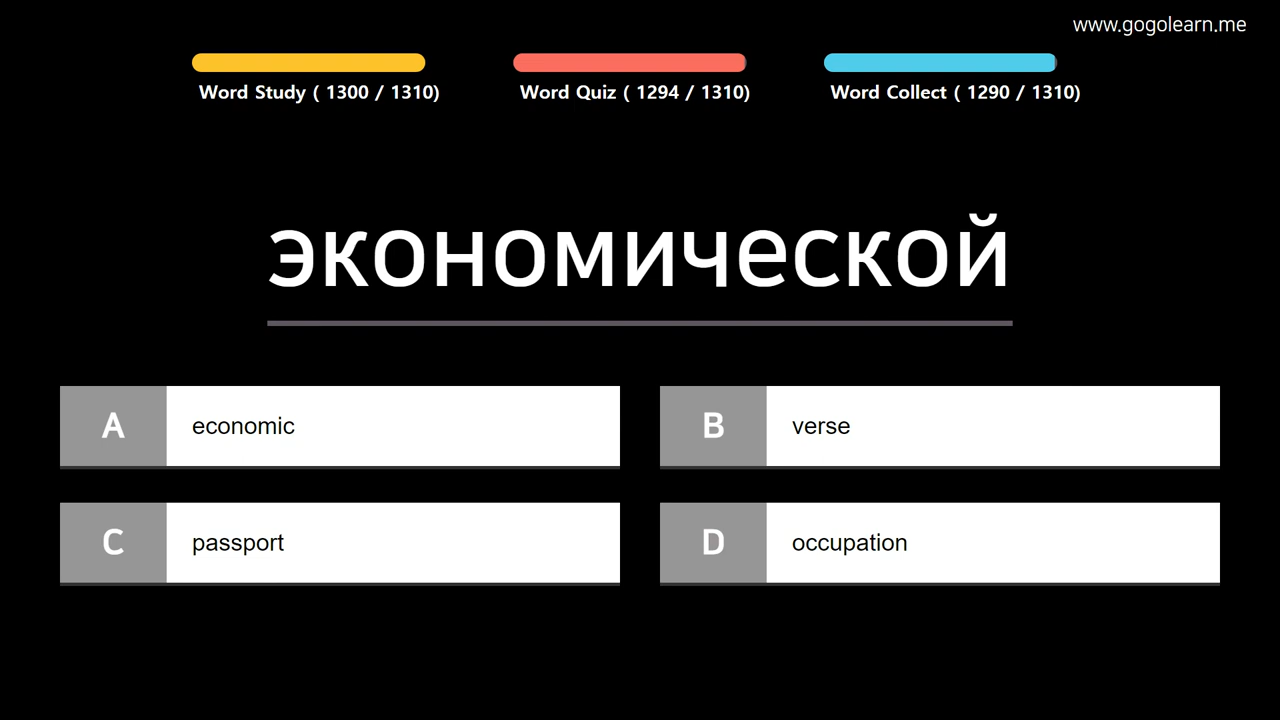 www.gogolearn.me
Word Study ( 1300 / 1310)
Word Quiz ( 1294 / 1310)
Word Collect ( 1290 / 1310)
экономической
A economic
B verse
C passport
D occupation